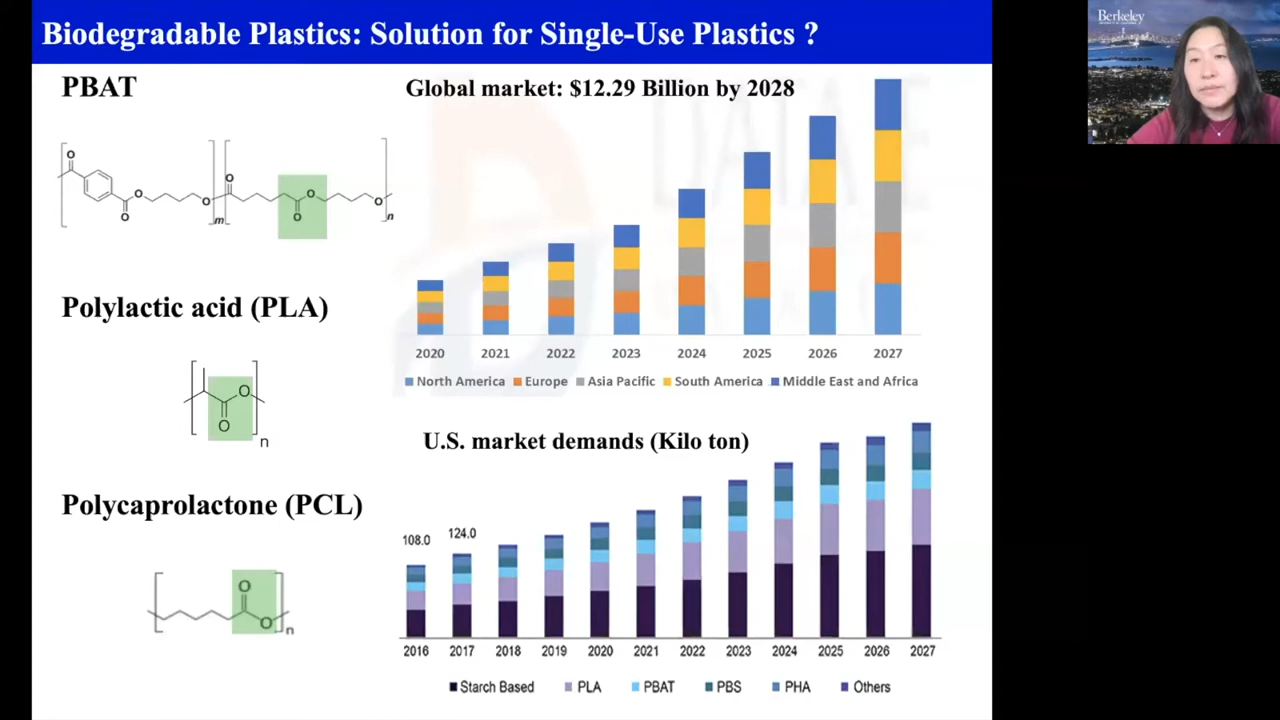 Biodegradable Plastics: Solution for Single-Use Plastics ?
Berkeley
PBAT
Global market: $12.29 Billion by 2028
O
O
O
O
m
O
O
O
O
n
2020 2021 2022 2023 2024 2025 2026 2027
North America Europe Asia Pacific South America Middle East and Africa
Polylactic acid (PLA)
O
O
n
U.S. market demands (Kilo ton)
108.0 124.0
2016 2017 2018 2019 2020 2021 2022 2023 2024 2025 2026 2027
Starch Based PLA PBAT PBS PHA Others
Polycaprolactone (PCL)
O
O
n